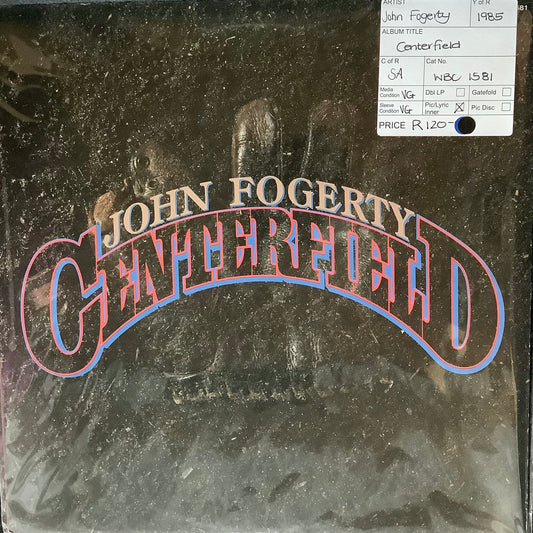 ARTIST
John Fogerty
Y of R
1985
ALBUM TITLE
Centerfield
C of R
SA
Cat No.
WBC 1581
Media Condition VG
Dbl LP
Gatefold
Sleeve Condition VG
Pic/Lyric Inner
Pic Disc
PRICE R120-
JOHN FOGERTY
CENTERFIELD